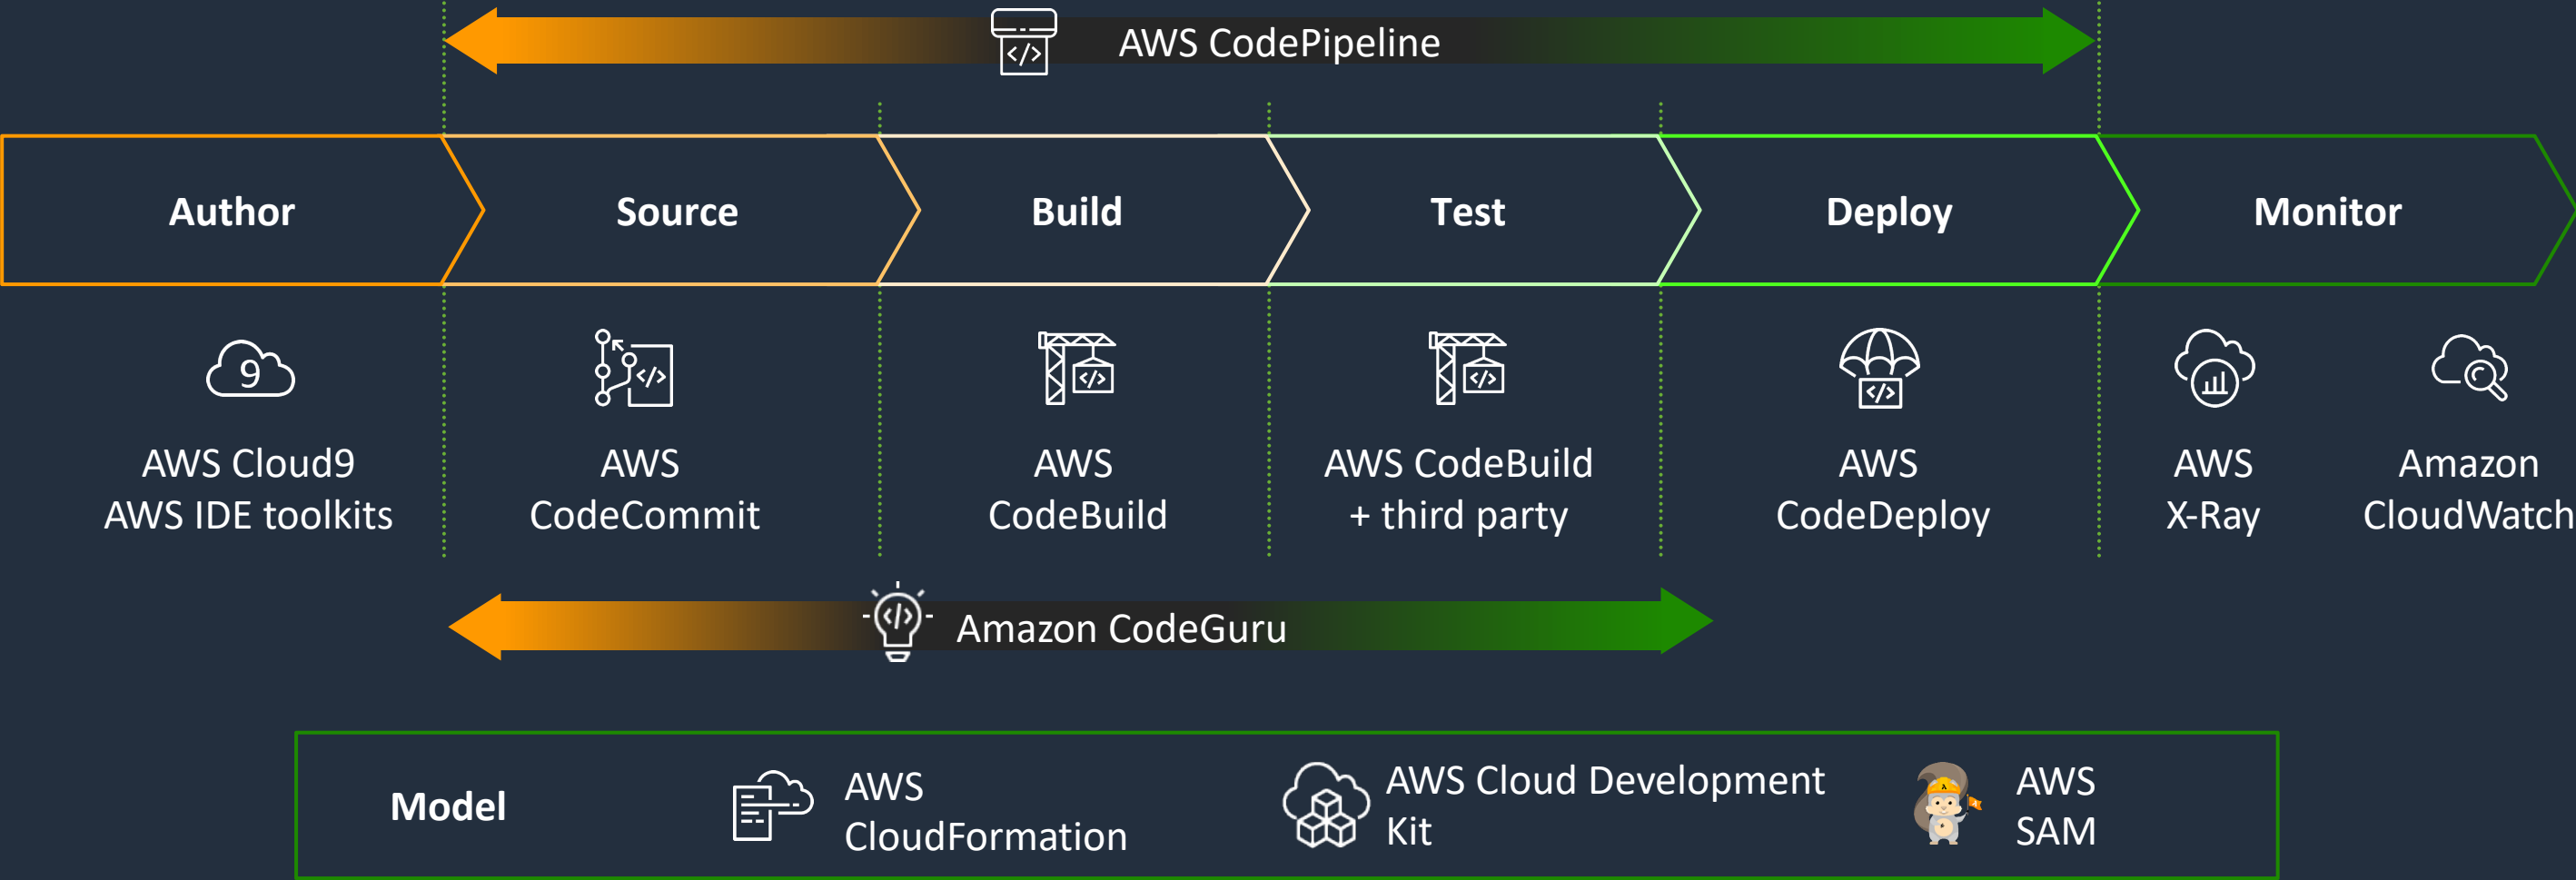 AWS CodePipeline
</>
Author
Source
Build
Test
Deploy
Monitor
9
</>
</>
</>
</>
AWS Cloud9
AWS IDE toolkits
AWS
CodeCommit
AWS
CodeBuild
AWS CodeBuild
+ third party
AWS
CodeDeploy
AWS
X-Ray
Amazon
CloudWatch
</>
Amazon CodeGuru
Model
AWS
CloudFormation
AWS Cloud Development
Kit
AWS
SAM